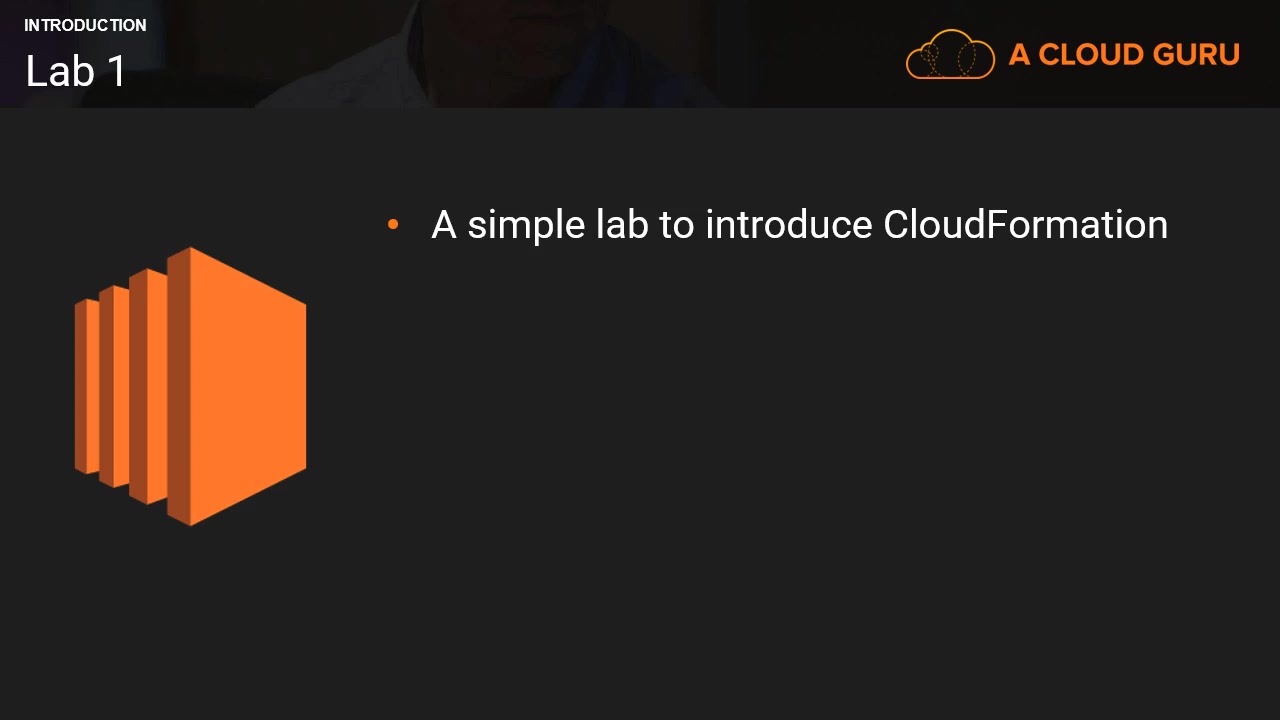 INTRODUCTION
Lab 1
A CLOUD GURU
• A simple lab to introduce CloudFormation